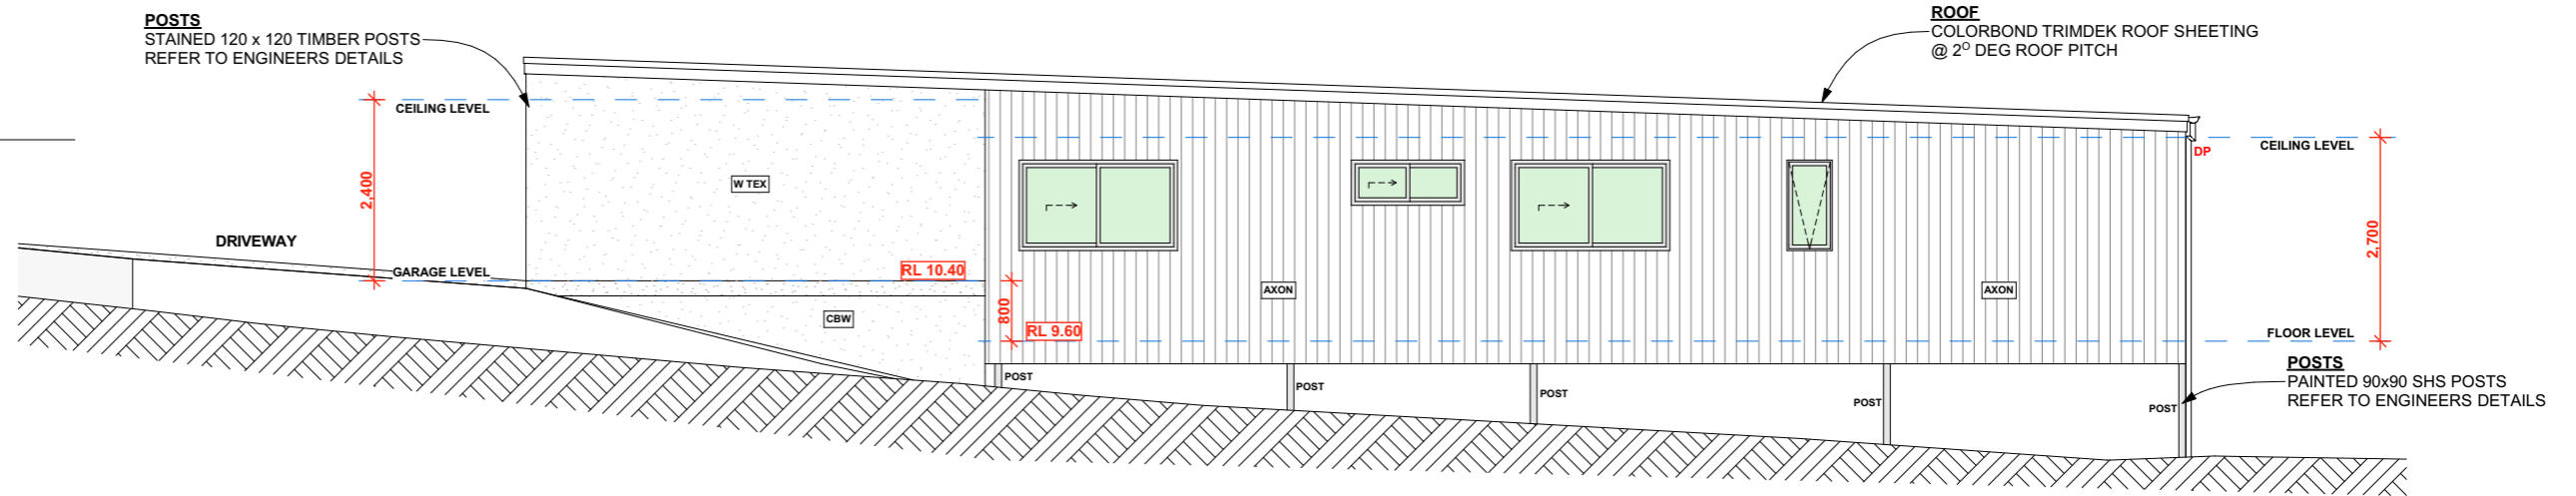 POSTS
STAINED 120 x 120 TIMBER POSTS
REFER TO ENGINEERS DETAILS
ROOF
COLORBOND TRIMDEK ROOF SHEETING
@ 2O DEG ROOF PITCH
CEILING LEVEL
2,400
W TEX
DP
CEILING LEVEL
DRIVEWAY
GARAGE LEVEL
RL 10.40
2,700
AXON
AXON
800
CBW
RL 9.60
FLOOR LEVEL
POST
POST
POST
POST
POST
POSTS
PAINTED 90x90 SHS POSTS
REFER TO ENGINEERS DETAILS